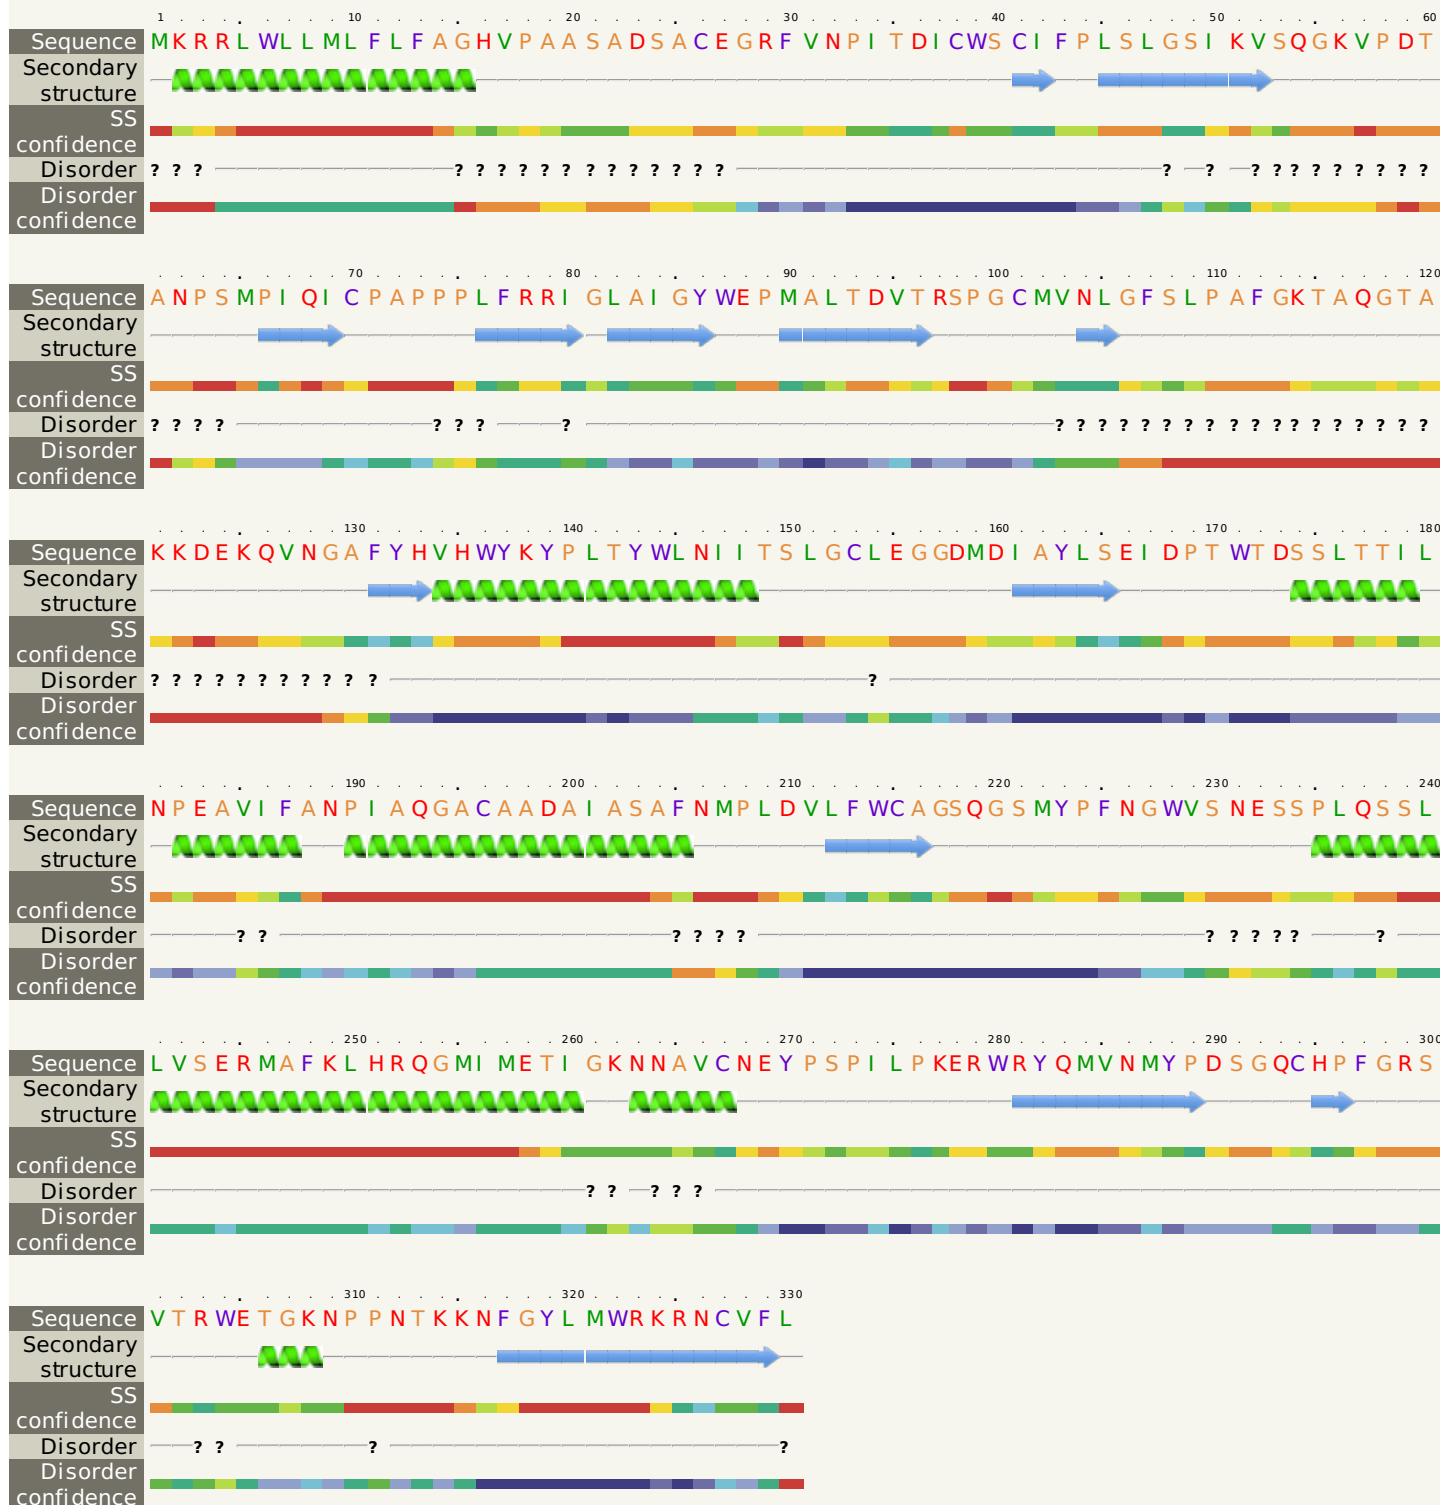 1 . . . . . . . . 10 . . . . . . . . . 20 . . . . . . . . . 30 . . . . . . . . . 40 . . . . . . . . . 50 . . . . . . . . . 60
Sequence MKRRLWLLMLFLFAGHVPAASADSACEGRFVNPITDICWSCIFPLSLGSIKVSQGKVPDT
Secondary
structure
SS
confidence
Disorder ? ? ? ? ? ? ? ? ? ? ? ? ? ? ? ? ? ? ? ? ? ? ? ? ? ?
Disorder
confidence
. . . . . . . . . 70 . . . . . . . . . 80 . . . . . . . . . 90 . . . . . . . . . 100 . . . . . . . . . 110 . . . . . . . . . 120
Sequence ANPSMPIQICPAPPPLFRRIGLAIGYWEPMALTDVTRSPGCMVNLGFSLPAFGKTAQGTA
Secondary
structure
SS
confidence
Disorder ? ? ? ? ? ? ? ? ? ? ? ? ? ? ? ? ? ? ? ? ? ? ? ? ? ?
Disorder
confidence
. . . . . . . . . 130 . . . . . . . . . 140 . . . . . . . . . 150 . . . . . . . . . 160 . . . . . . . . . 170 . . . . . . . . . 180
Sequence KKDEKQVNGAFYHVHWYKYPLTYWLNIITSLGCLEGGDMDIAYLSEIDPTWTDSSLTTIL
Secondary
structure
SS
confidence
Disorder ? ? ? ? ? ? ? ? ? ? ? ?
Disorder
confidence
. . . . . . . . . 190 . . . . . . . . . 200 . . . . . . . . . 210 . . . . . . . . . 220 . . . . . . . . . 230 . . . . . . . . . 240
Sequence NPEAVIFANPIAQGACAADAIASAFNMPLDVLFWCAGSQGSMYPFNGWVSNESSPLQSSL
Secondary
structure
SS
confidence
Disorder ? ? ? ? ? ? ? ? ? ? ? ?
Disorder
confidence
. . . . . . . . . 250 . . . . . . . . . 260 . . . . . . . . . 270 . . . . . . . . . 280 . . . . . . . . . 290 . . . . . . . . . 300
Sequence LVSERMAFKLHRQGMIMETIGKNNAVCNEYPSPILPKERWRYQMVNMYPDSGQCHPFGRS
Secondary
structure
SS
confidence
Disorder ? ? ? ? ?
Disorder
confidence
. . . . . . . . . 310 . . . . . . . . . 320 . . . . . . . . . 330
Sequence VTRWETGKNPPNTKKNFGYLMWRKRNCVFL
Secondary
structure
SS
confidence
Disorder ? ? ? ?
Disorder
confidence